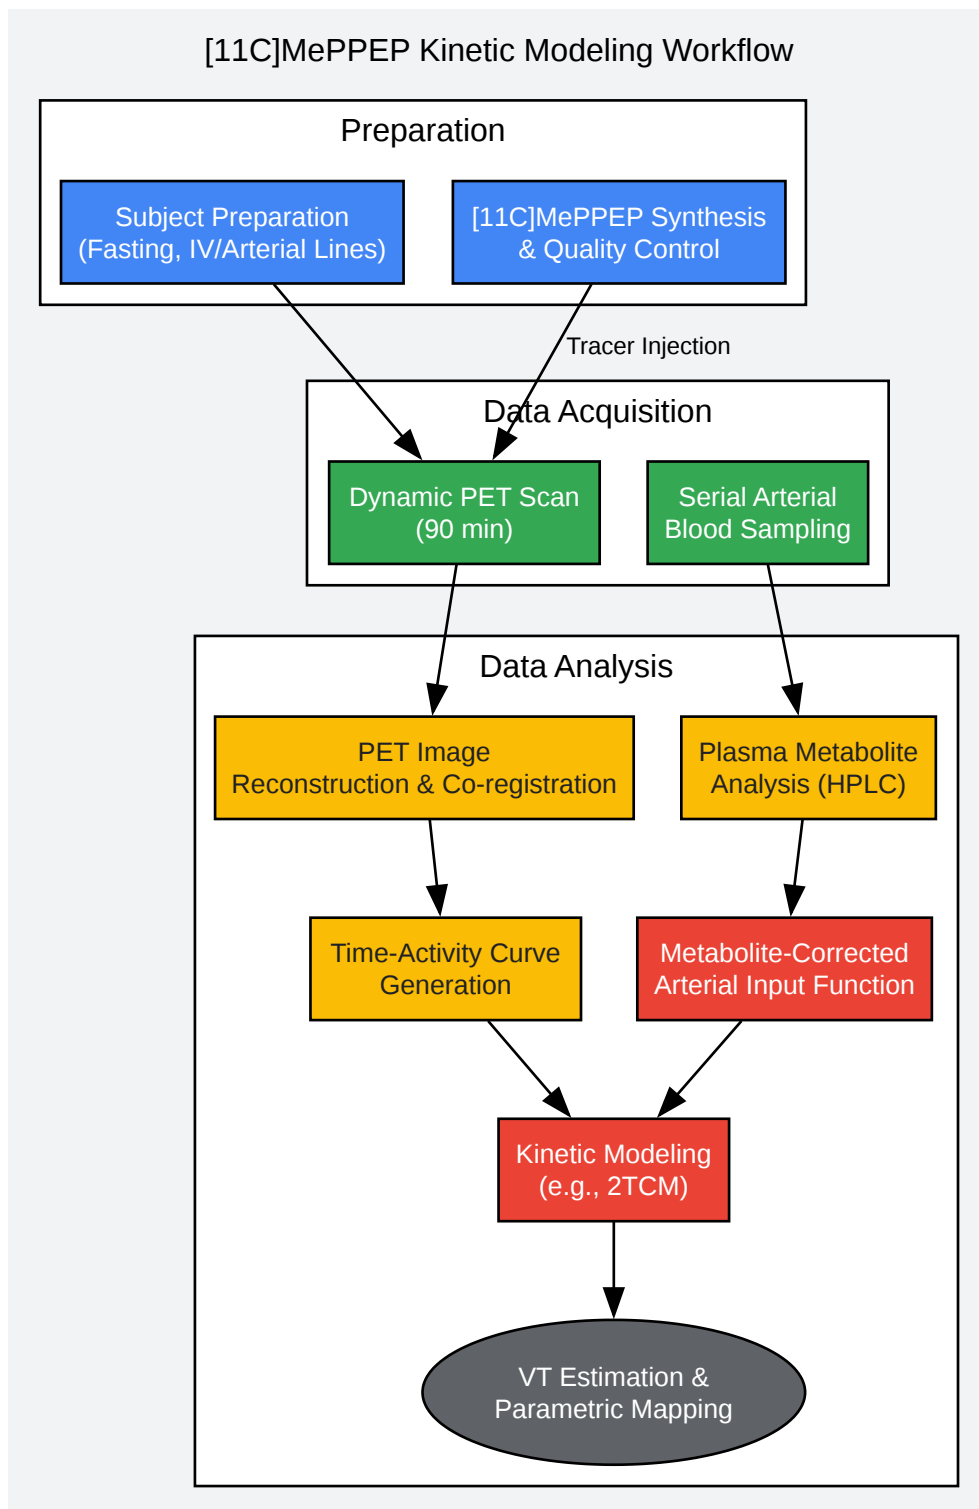 [11C]MePPEP Kinetic Modeling Workflow
Preparation
Subject Preparation
(Fasting, IV/Arterial Lines)
[11C]MePPEP Synthesis
& Quality Control
Tracer Injection
Data Acquisition
Dynamic PET Scan
(90 min)
Serial Arterial
Blood Sampling
Data Analysis
PET Image
Reconstruction & Co-registration
Plasma Metabolite
Analysis (HPLC)
Time-Activity Curve
Generation
Metabolite-Corrected
Arterial Input Function
Kinetic Modeling
(e.g., 2TCM)
VT Estimation &
Parametric Mapping